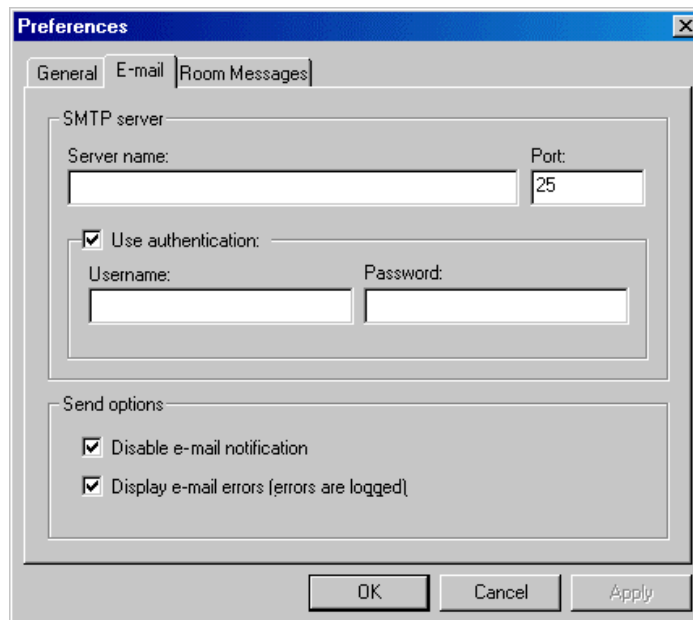 Preferences
General E-mail Room Messages
SMTP server
Server name: Port:
25
Use authentication:
Username: Password:
Send options
Disable e-mail notification
Display e-mail errors (errors are logged)
OK Cancel Apply